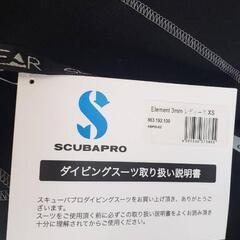 EAR
Element 3mm レディース XS
863.192.100
SCUBAPRO
ダイビングスーツ取り扱い説明書
スキューバプロダイビングスーツをお買い上げ頂き、ありがとうござ
います。
スーツをご使用頂く前に必ずこの取り扱い説明書をよくお読み頂き
十分に理解されてからご使用ください。